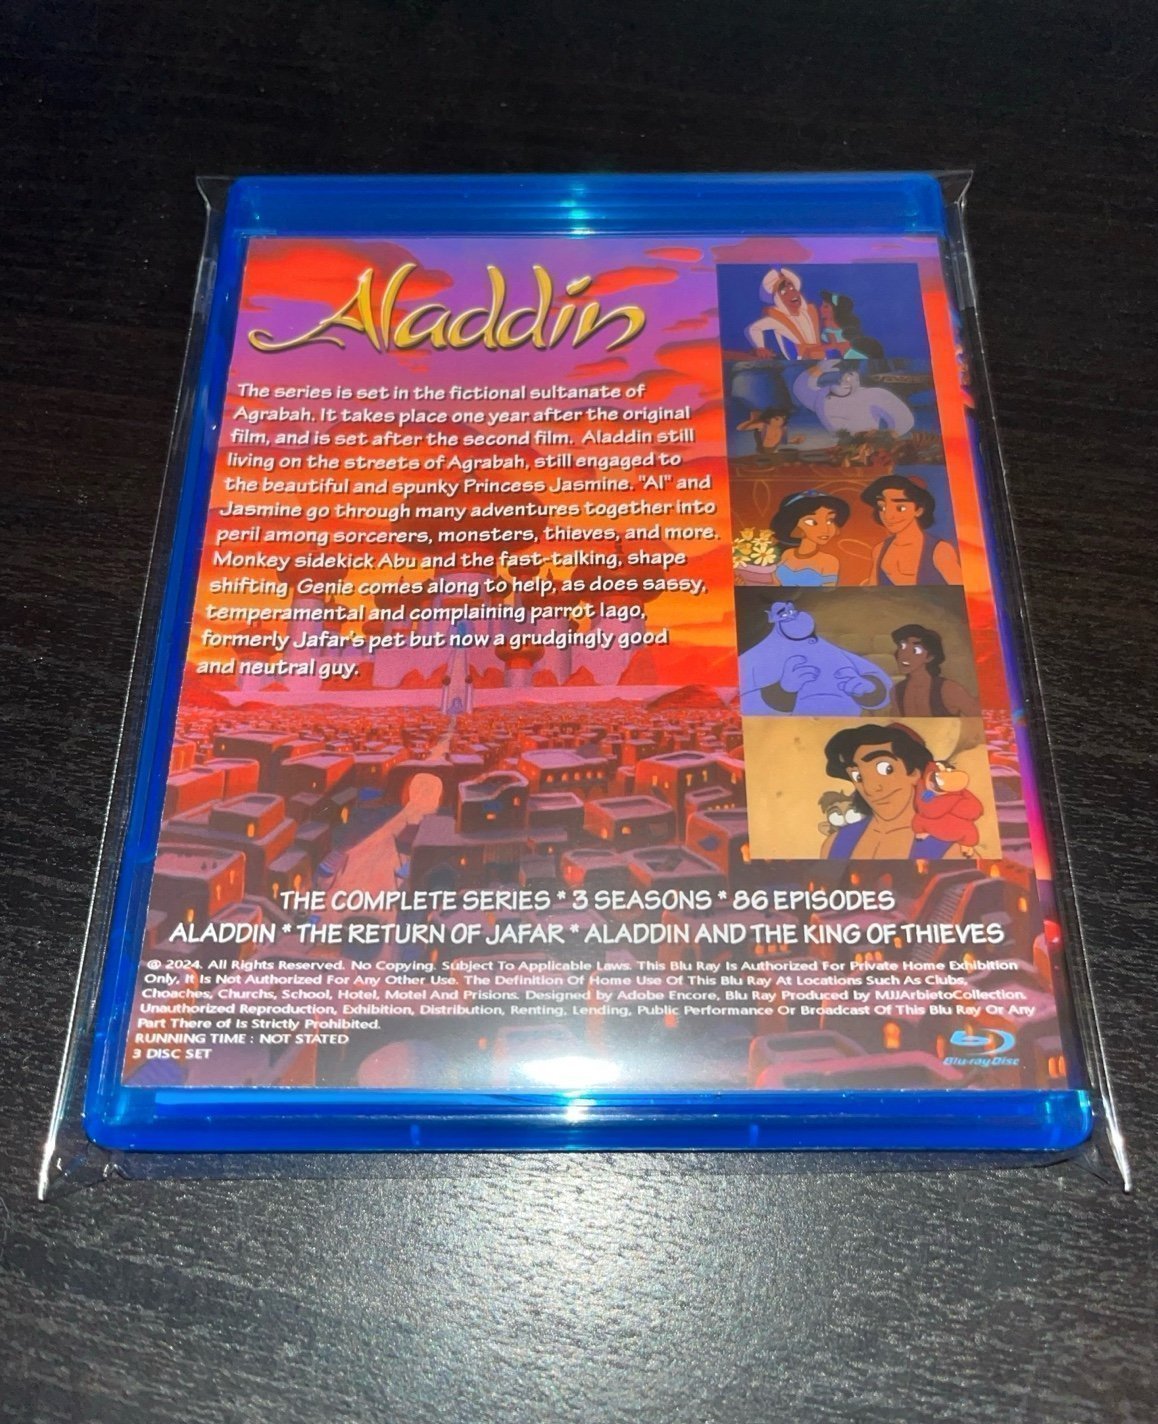 Aladdin
The series is set in the fictional sultanate of
Agrabah. It takes place one year after the original
film, and is set after the second film. Aladdin still
living on the streets of Agrabah, still engaged to
the beautiful and spunky Princess Jasmine. "Al" and
Jasmine go through many adventures together into
peril among sorcerers, monsters, thieves, and more.
Monkey sidekick Abu and the fast-talking, shape
shifting Genie comes along to help, as does sassy,
temperamental and complaining parrot Iago,
formerly Jafar's pet but now a grudgingly good
and neutral guy.
THE COMPLETE SERIES * 3 SEASONS * 86 EPISODES
ALADDIN * THE RETURN OF JAFAR * ALADDIN AND THE KING OF THIEVES
@ 2024. All Rights Reserved. No Copying. Subject To Applicable Laws. This Blu Ray Is Authorized For Private Home Exhibition
Only, It Is Not Authorized For Any Other Use. The Definition Of Home Use Of This Blu Ray At Locations Such As Clubs,
Choaches, Churchs, School, Hotel, Motel And Prisions. Designed by Adobe Encore, Blu Ray Produced by MJJArbietoCollection.
Unauthorized Reproduction, Exhibition, Distribution, Renting, Lending, Public Performance Or Broadcast Of This Blu Ray Or Any
Part There of Is Strictly Prohibited.
RUNNING TIME : NOT STATED
3 DISC SET
Blu-ray Disc